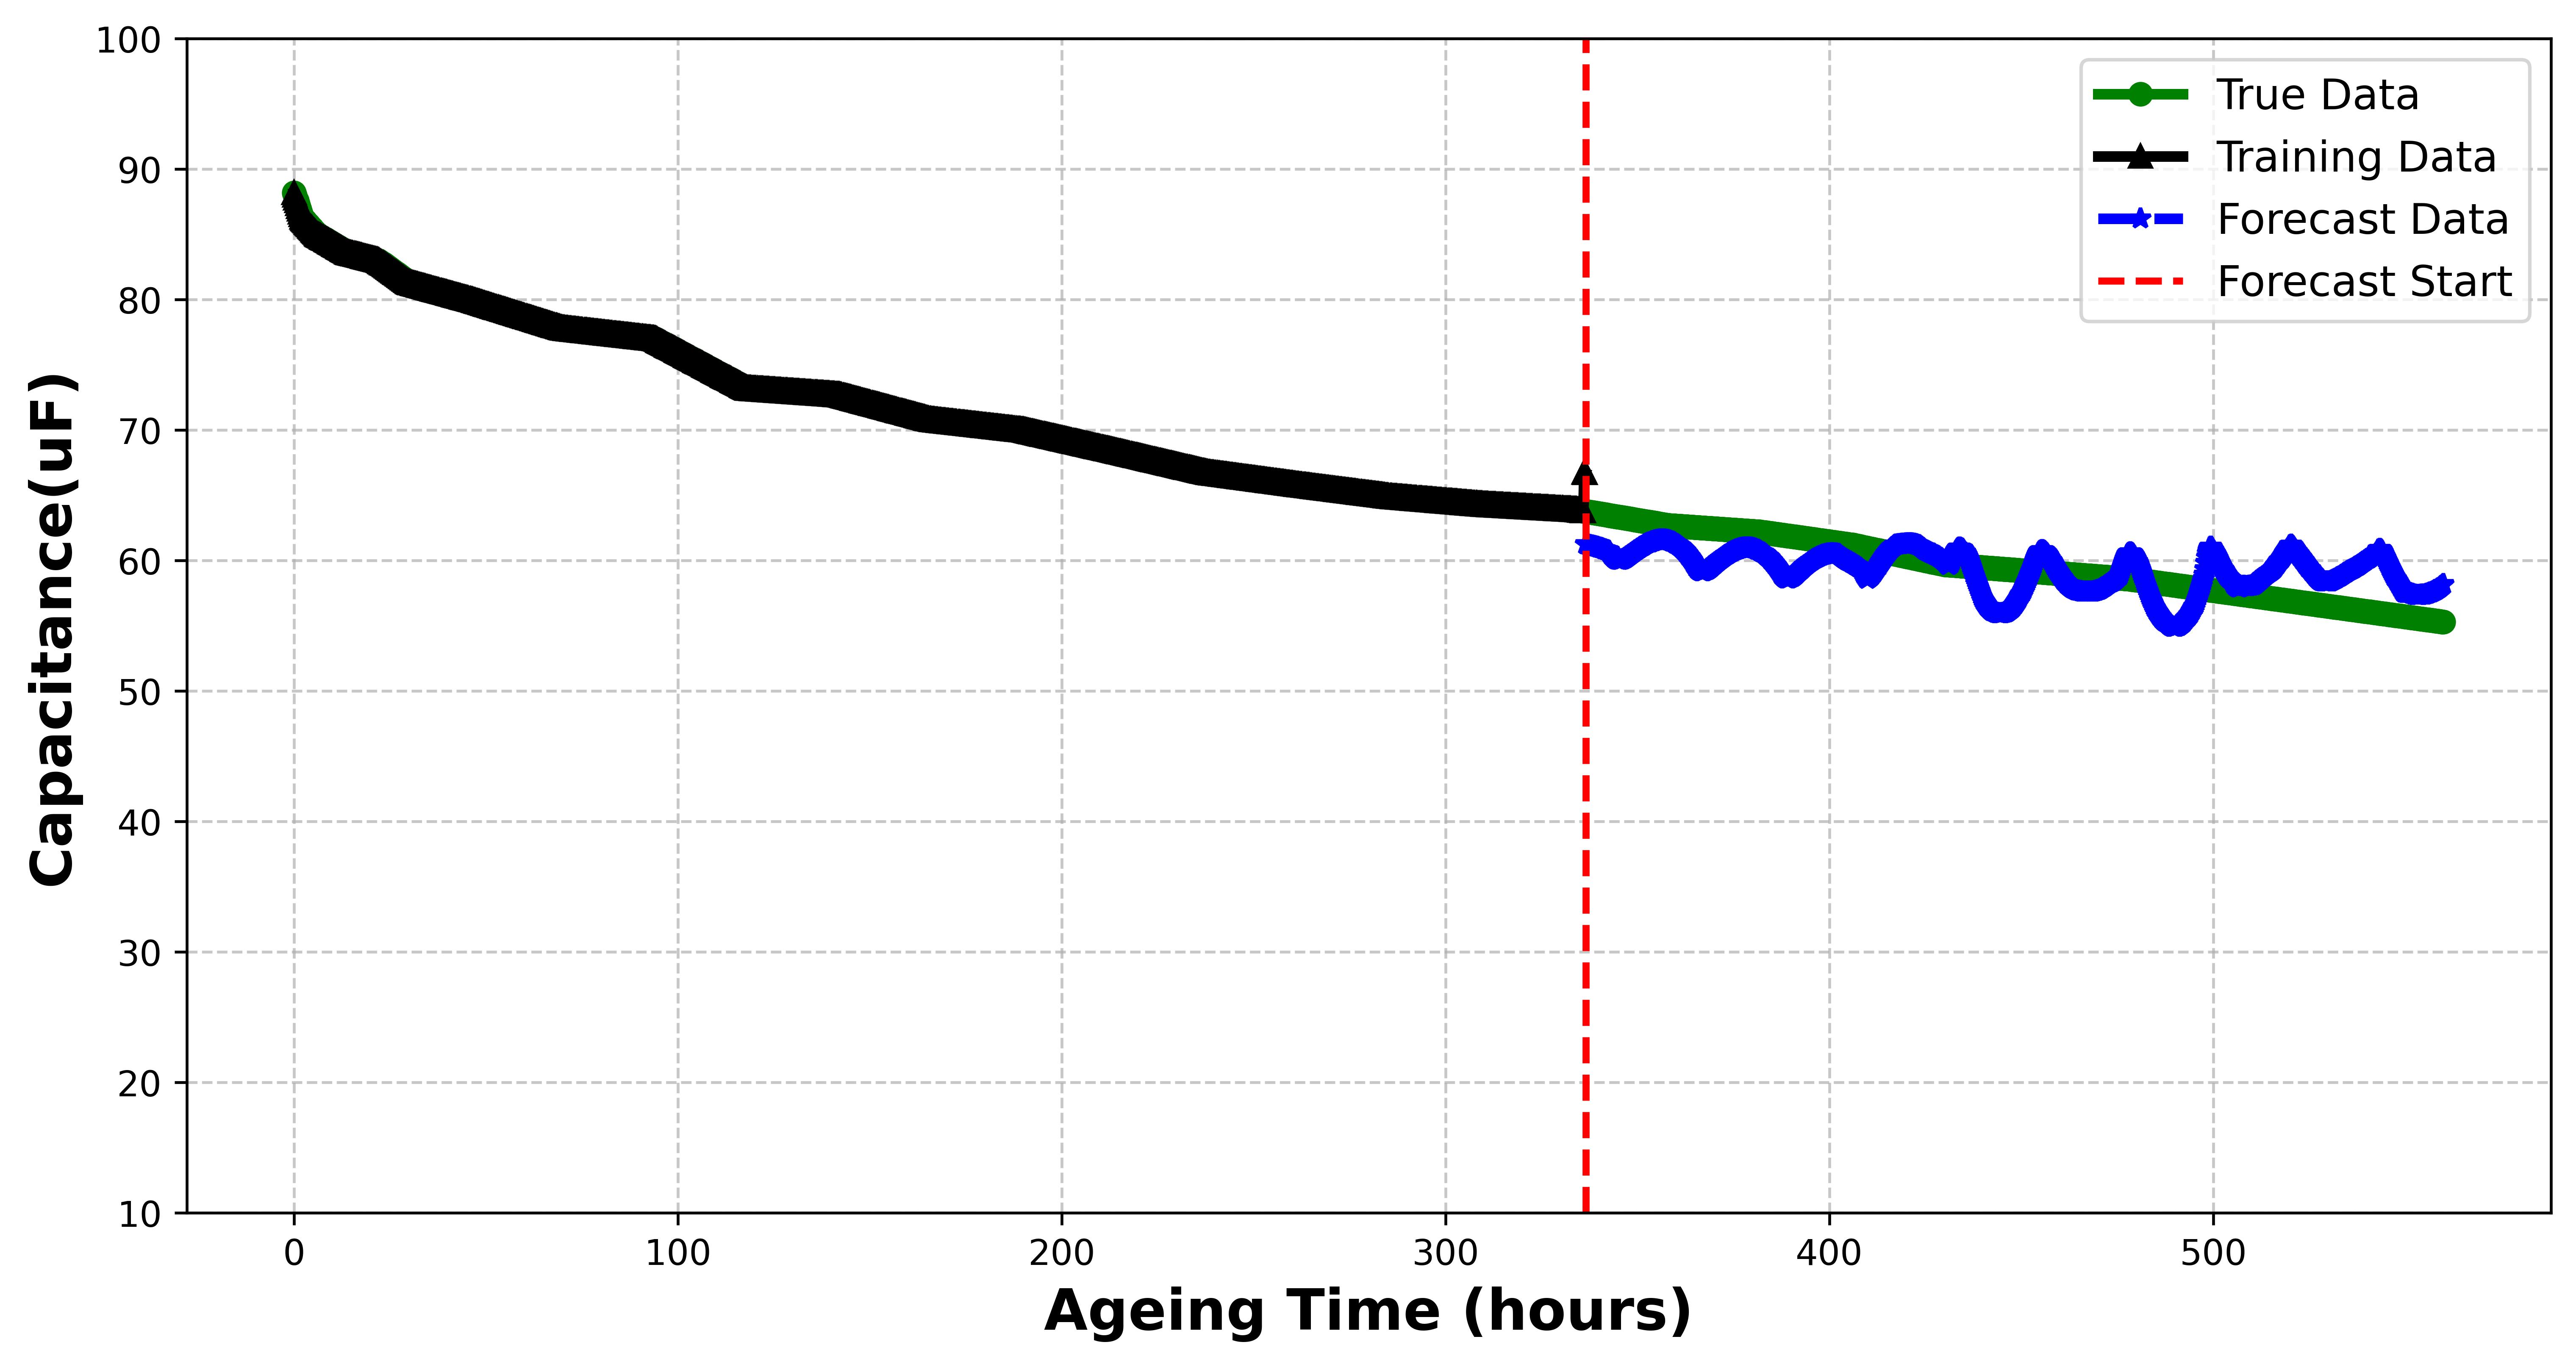 100
90
80
70
60
50
40
30
20
10
Capacitance(uF)
True Data
Training Data
Forecast Data
Forecast Start
0 100 200 300 400 500
Ageing Time (hours)